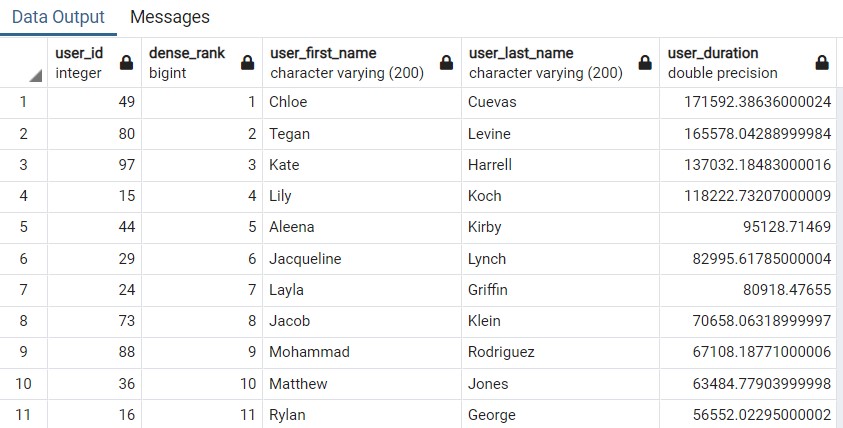 Data Output Messages
user_id dense_rank user_first_name user_last_name user_duration
integer bigint character varying (200) character varying (200) double precision
1 49 1 Chloe Cuevas 171592.38636000024
2 80 2 Tegan Levine 165578.04288999984
3 97 3 Kate Harrell 137032.18483000016
4 15 4 Lily Koch 118222.73207000009
5 44 5 Aleena Kirby 95128.71469
6 29 6 Jacqueline Lynch 82995.61785000004
7 24 7 Layla Griffin 80918.47655
8 73 8 Jacob Klein 70658.06318999997
9 88 9 Mohammad Rodriguez 67108.18771000006
10 36 10 Matthew Jones 63484.77903999998
11 16 11 Rylan George 56552.02295000002